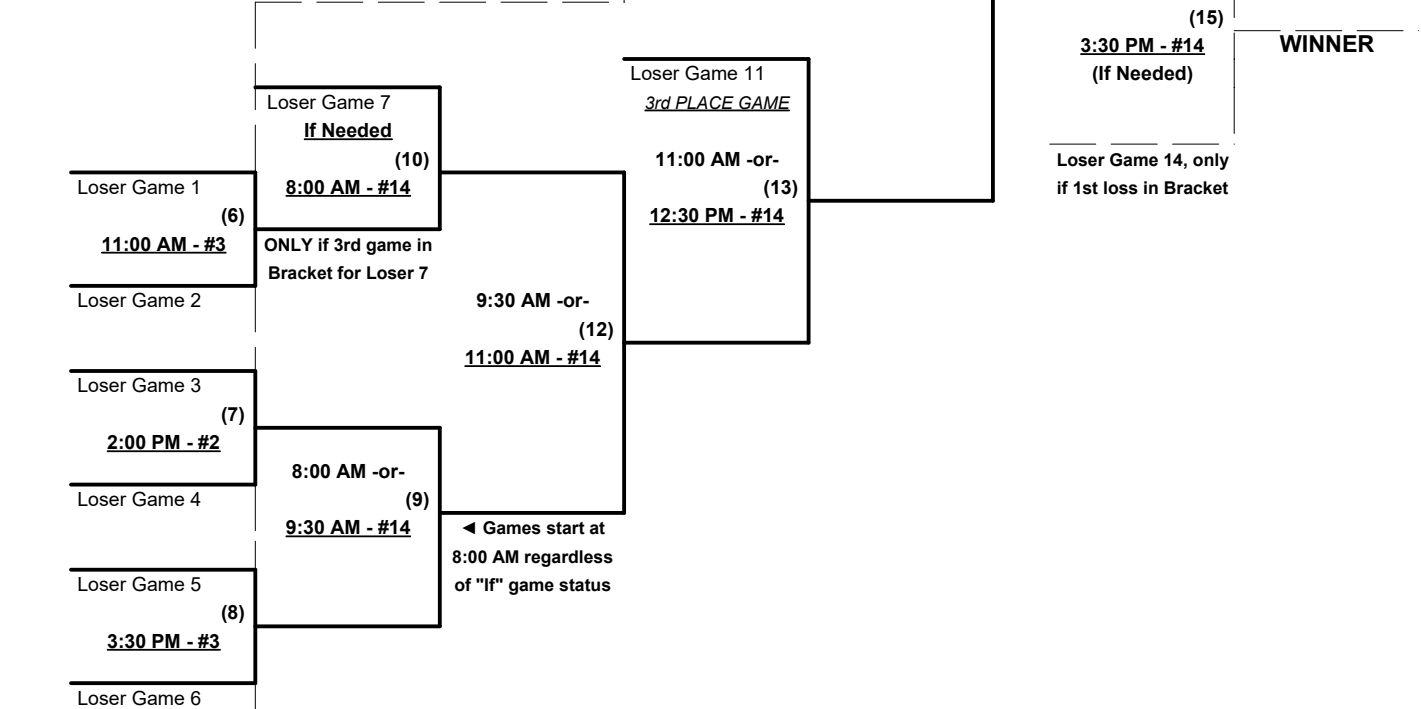 (15)
3:30 PM - #14
WINNER
(If Needed)
Loser Game 14, only
if 1st loss in Bracket
Loser Game 11
3rd PLACE GAME
11:00 AM -or-
(13)
12:30 PM - #14
Loser Game 7
If Needed
(10)
8:00 AM - #14
ONLY if 3rd game in
Bracket for Loser 7
Loser Game 1
(6)
11:00 AM - #3
Loser Game 2
9:30 AM -or-
(12)
11:00 AM - #14
Loser Game 3
(7)
2:00 PM - #2
Loser Game 4
8:00 AM -or-
(9)
9:30 AM - #14
◄ Games start at
8:00 AM regardless
of "If" game status
Loser Game 5
(8)
3:30 PM - #3
Loser Game 6